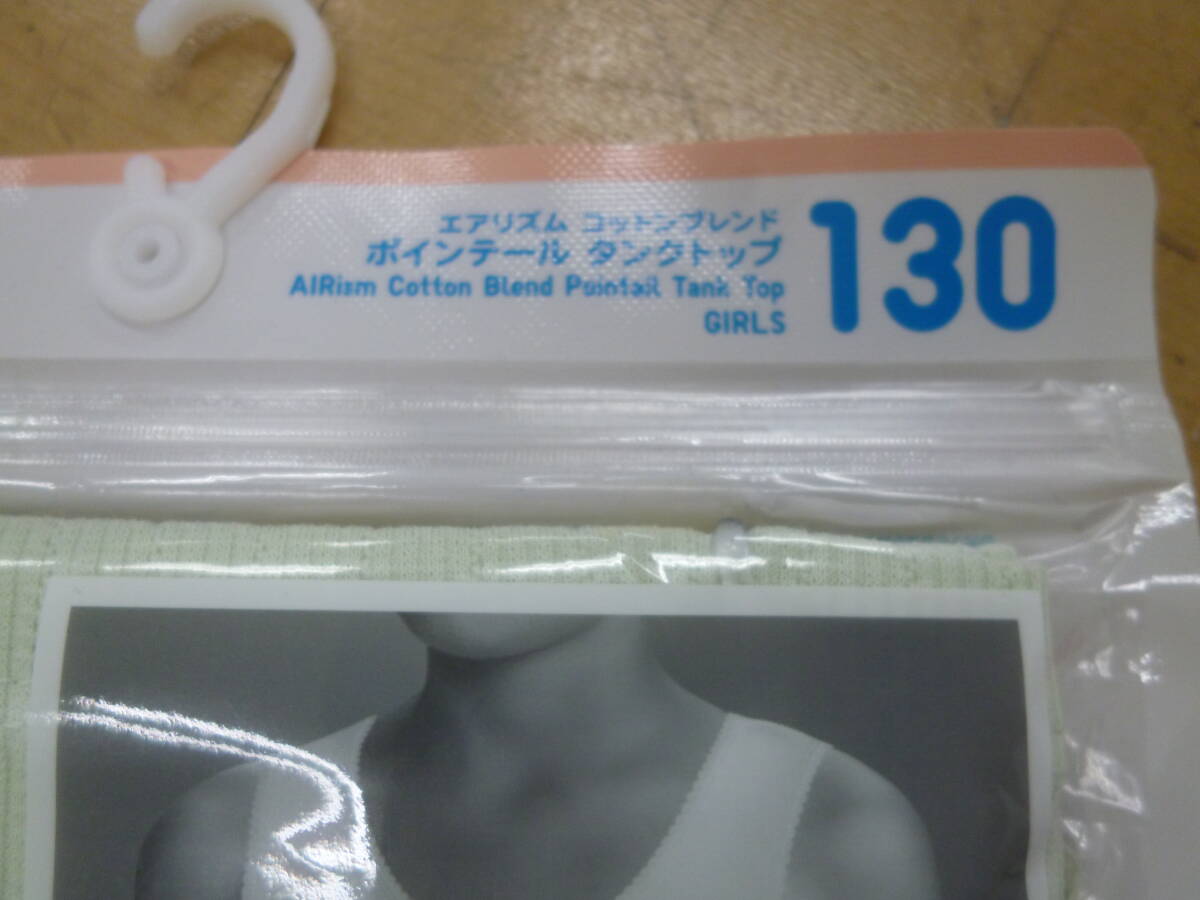 エアリズム コットンブレンド
ポインテール タンクトップ
AIRism Cotton Blend Pointail Tank Top
GIRLS
130